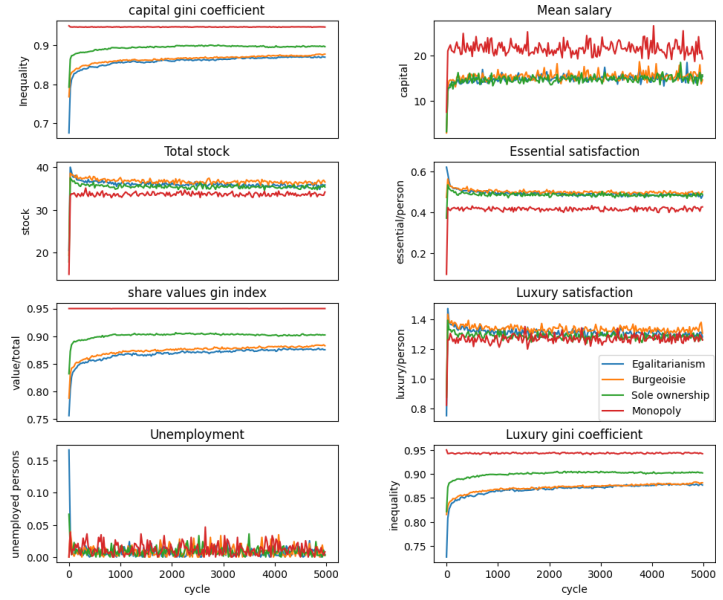 capital gini coefficient
Inequality
0.9
0.8
0.7
Mean salary
capital
20
10
Total stock
stock
40
30
20
Essential satisfaction
essential/person
0.6
0.4
0.2
share values gin index
value/total
0.95
0.90
0.85
0.80
0.75
Luxury satisfaction
luxury/person
1.4
1.2
1.0
0.8
Egalitarianism
Burgeoisie
Sole ownership
Monopoly
Unemployment
unemployed persons
0.15
0.10
0.05
0.00
0 1000 2000 3000 4000 5000
cycle
Luxury gini coefficient
inequality
0.95
0.90
0.85
0.80
0.75
0 1000 2000 3000 4000 5000
cycle